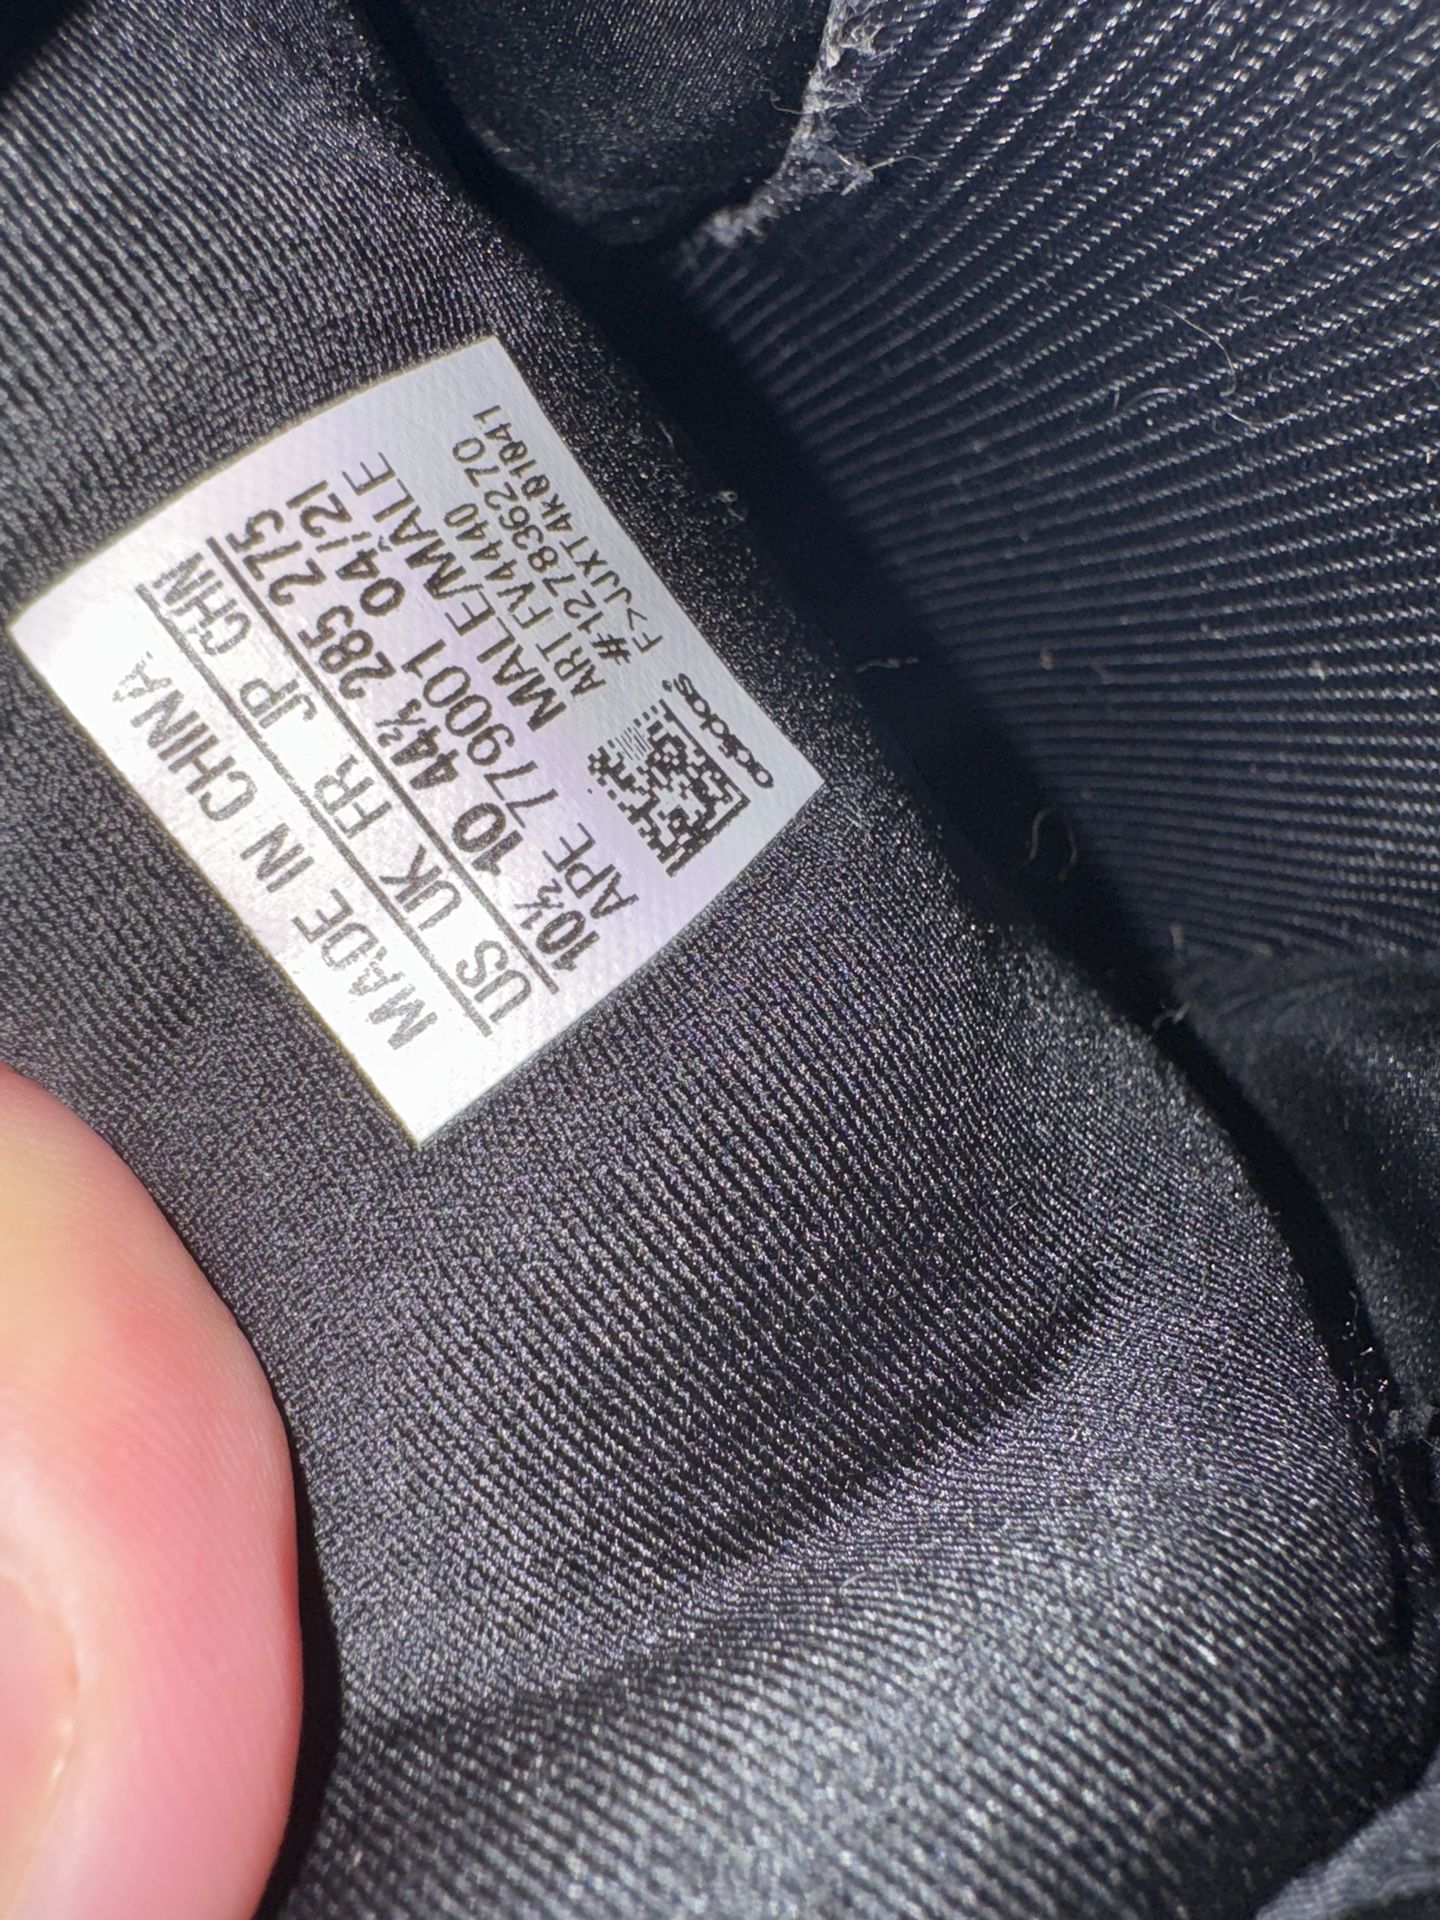 MADE IN CHINA
US UK FR JP CHN
10½ 10 44⅔ 285 275
APE 779001 04/21
MALE/MALE
ART FV4440
#127836270
F>JJXT4K01041
adidas